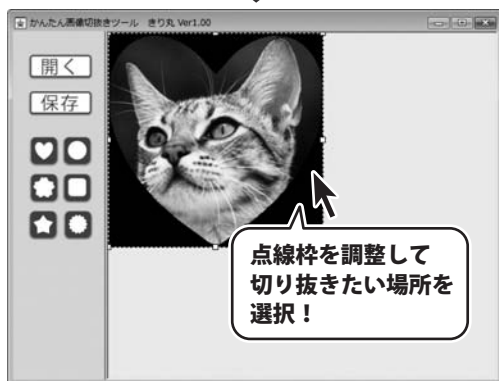 かんたん画像切抜きツール きり丸 Ver1.00
開く
保存
点線枠を調整して
切り抜きたい場所を
選択！